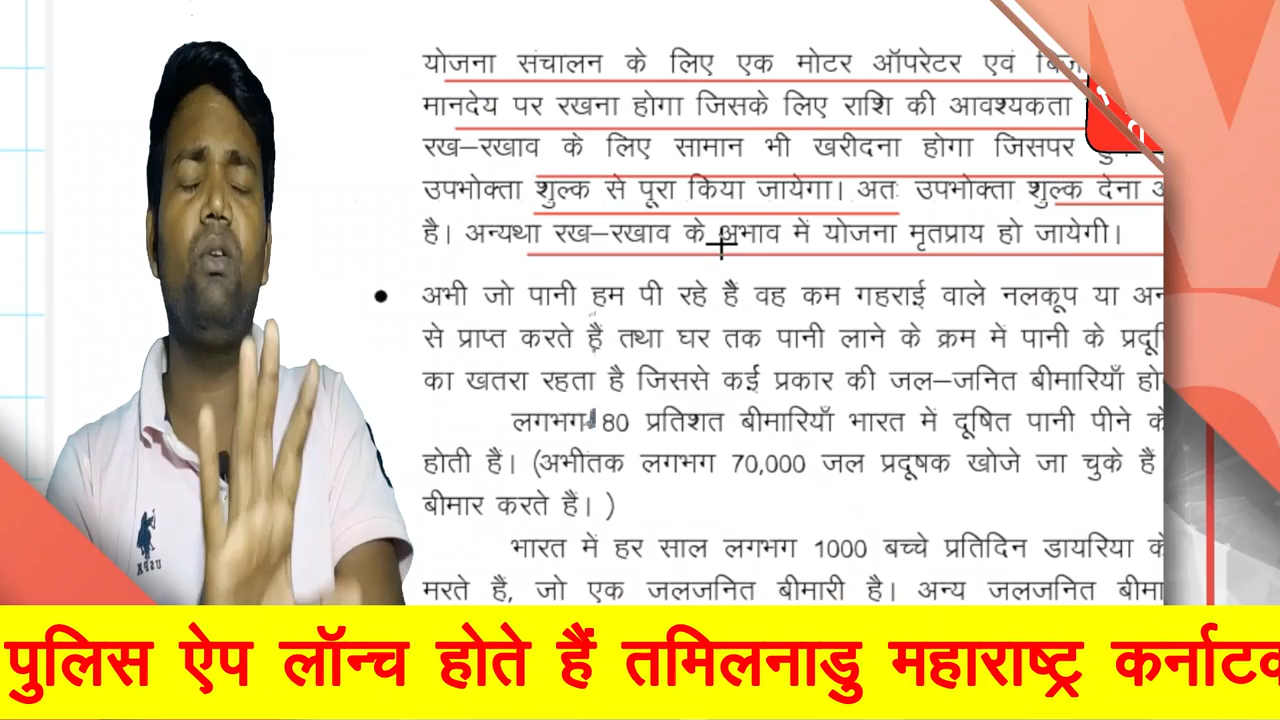 योजना संचालन के लिए एक मोटर ऑपरेटर एवं
मानदेय पर रखना होगा जिसके लिए राशि की आवश्यकता
रख–रखाव के लिए सामान भी खरीदना होगा जिसपर
उपभोक्ता शुल्क से पूरा किया जायेगा। अतः उपभोक्ता शुल्क देना
है। अन्यथा रख–रखाव के अभाव में योजना मृतप्राय हो जायेगी।
• अभी जो पानी हम पी रहे हैं वह कम गहराई वाले नलकूप या
से प्राप्त करते हैं तथा घर तक पानी लाने के क्रम में पानी के
का खतरा रहता है जिससे कई प्रकार की जल–जनित बीमारियाँ
लगभग 80 प्रतिशत बीमारियाँ भारत में दूषित पानी पीने
होती हैं। (अभीतक लगभग 70,000 जल प्रदूषक खोजे जा चुके हैं
बीमार करते हैं। )
भारत में हर साल लगभग 1000 बच्चे प्रतिदिन डायरिया
मरते हैं, जो एक जलजनित बीमारी है। अन्य जलजनित
USPA
पुलिस ऐप लॉन्च होते हैं तमिलनाडु महाराष्ट्र कर्नाटक